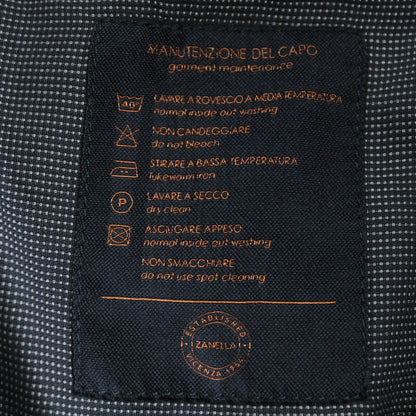 MANUTENZIONE DEL CAPO
garment maintenance
40°
LAVARE A ROVESCIO A MEDIA TEMPERATURA
normal inside out washing
NON CANDEGGIARE
do not bleach
STIRARE A BASSA TEMPERATURA
lukewarm iron
P
LAVARE A SECCO
dry clean
ASCIUGARE APPESO
normal inside out washing
NON SMACCHIARE
do not use spot cleaning
ESTABLISHED
ZANELLA
VICENZA 1954